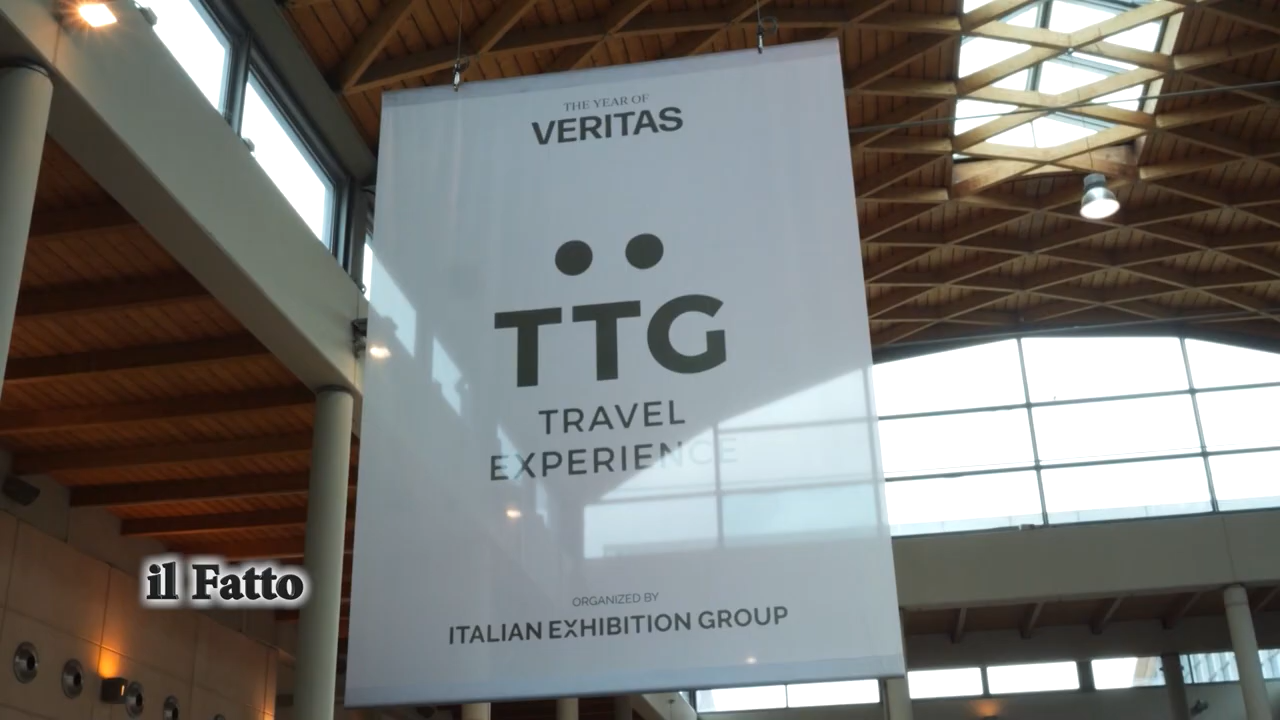 THE YEAR OF
VERITAS
TTG
TRAVEL
EXPERIENCE
ORGANIZED BY
ITALIAN EXHIBITION GROUP
il Fatto